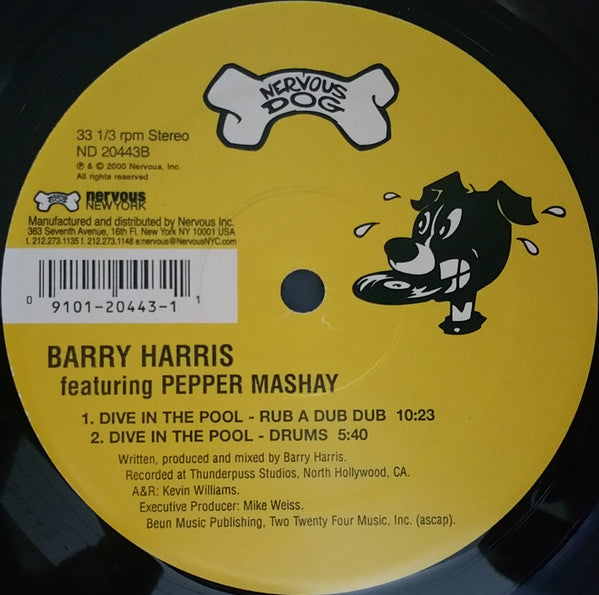 NERVOUS
DOG
33 1/3 rpm Stereo
ND 20443B
℗ & © 2000 Nervous, Inc.
All rights reserved
nervous
NEW YORK
Manufactured and distributed by Nervous Inc.
363 Seventh Avenue, 16th Fl. New York NY 10001 USA
t. 212.273.1135 f. 212.273.1148 e:nervous@NervousNYC.com
0 9101-20443-1 1
BARRY HARRIS
featuring PEPPER MASHAY
1. DIVE IN THE POOL - RUB A DUB DUB 10:23
2. DIVE IN THE POOL - DRUMS 5:40
Written, produced and mixed by Barry Harris.
Recorded at Thunderpuss Studios, North Hollywood, CA.
A&R: Kevin Williams.
Executive Producer: Mike Weiss.
Beun Music Publishing, Two Twenty Four Music, Inc. (ascap).